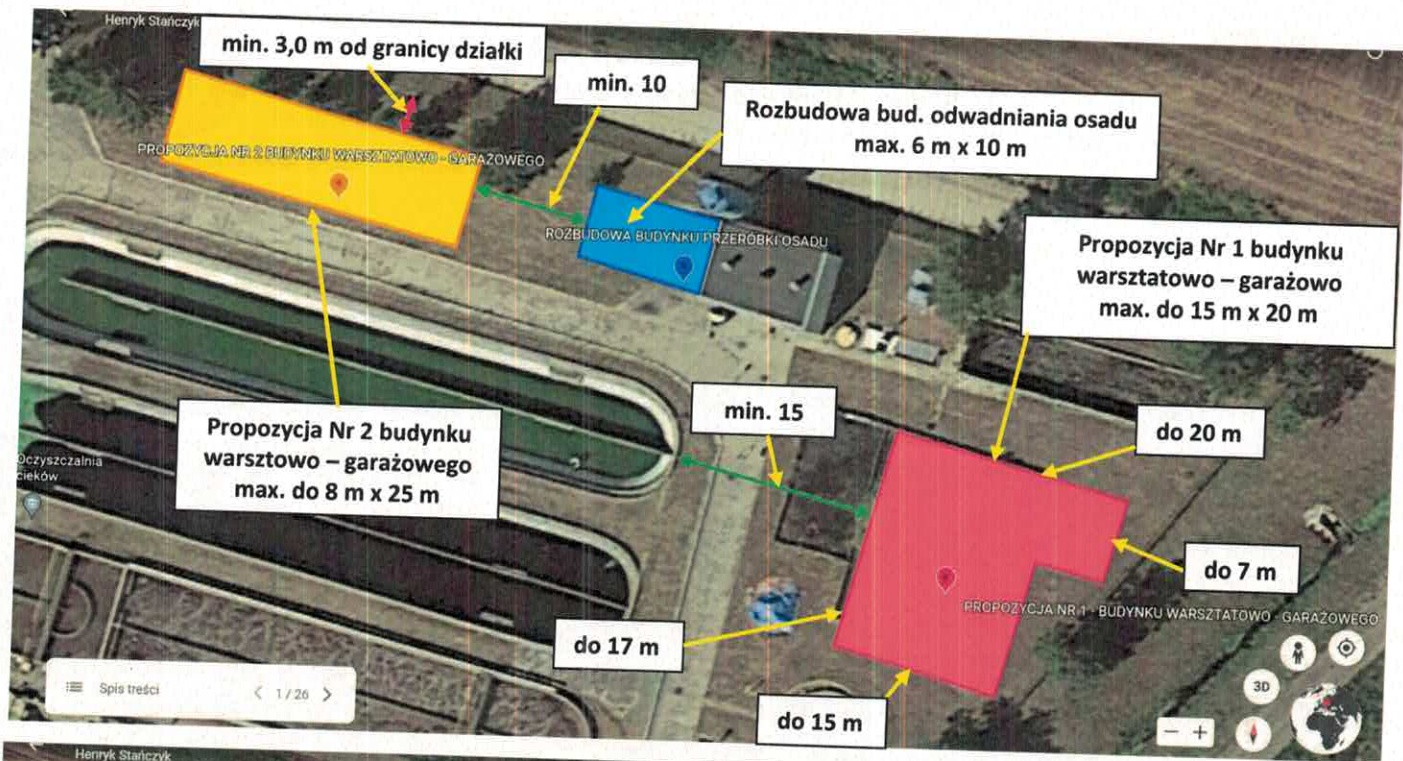 Henryk Stańczyk
min. 3,0 m od granicy działki
min. 10
Rozbudowa bud. odwadniania osadu
max. 6 m x 10 m
PROPOZYCJA NR 2 BUDYNKU WARSZTATOWO - GARAŻOWEGO
ROZBUDOWA BUDYNKU PRZERÓBKI OSADU
Propozycja Nr 1 budynku
warsztatowo – garażowo
max. do 15 m x 20 m
min. 15
do 20 m
Propozycja Nr 2 budynku
warsztowo – garażowego
max. do 8 m x 25 m
Oczyszczalnia
cieków
do 7 m
PROPOZYCJA NR 1 - BUDYNKU WARSZTATOWO - GARAŻOWEGO
do 17 m
Spis treści
1 / 26
3D
do 15 m
Henryk Stańczyk